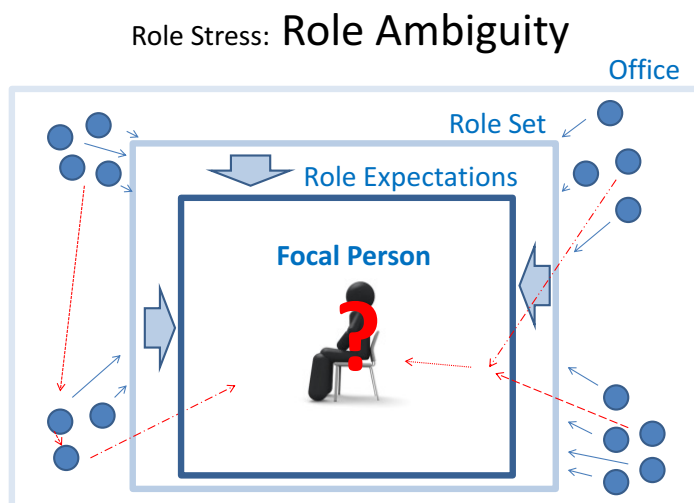 Role Stress: Role Ambiguity
Office
Role Set
Role Expectations
Focal Person
?